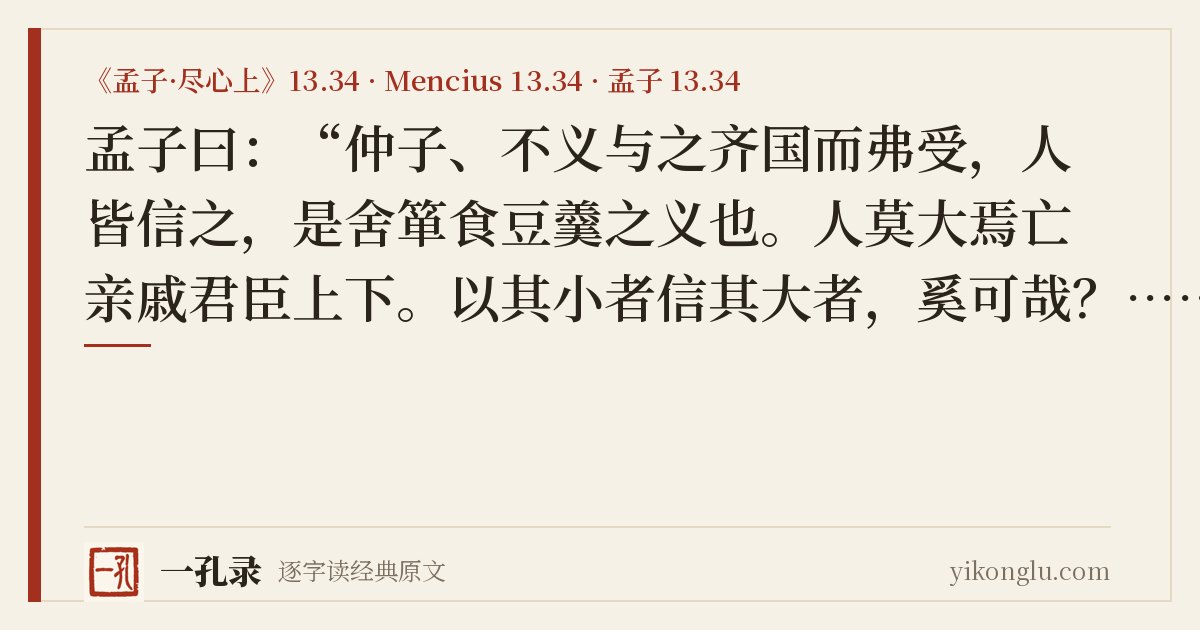 《孟子·尽心上》13.34 · Mencius 13.34 · 孟子 13.34
孟子曰：“仲子、不义与之齐国而弗受，人
皆信之，是舍箪食豆羹之义也。人莫大焉亡
亲戚君臣上下。以其小者信其大者，奚可哉？……
一孔
一孔录 逐字读经典原文 yikonglu.com